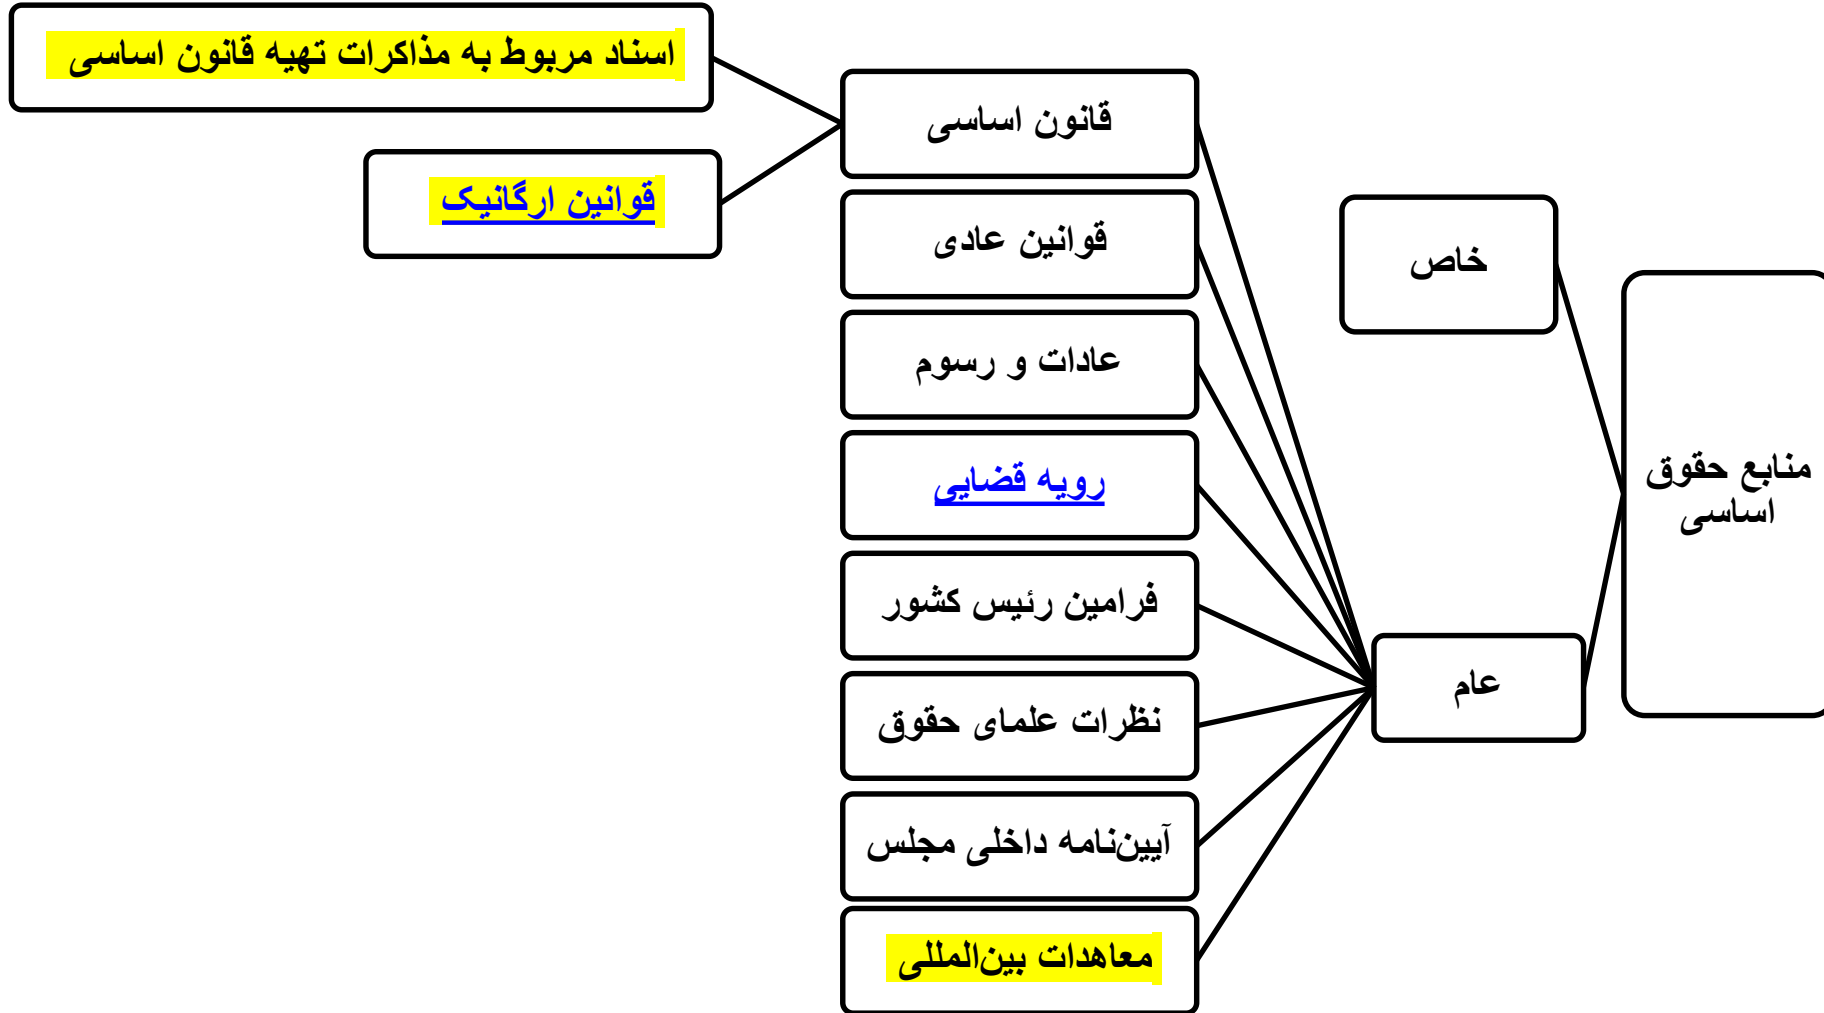 منابع حقوق
اساسی
خاص
عام
قانون اساسی
اسناد مربوط به مذاکرات تهیه قانون اساسی
قوانین ارگانیک
قوانین عادی
عادات و رسوم
رویه قضایی
فرامین رئیس کشور
نظرات علمای حقوق
آیین‌نامه داخلی مجلس
معاهدات بین‌المللی